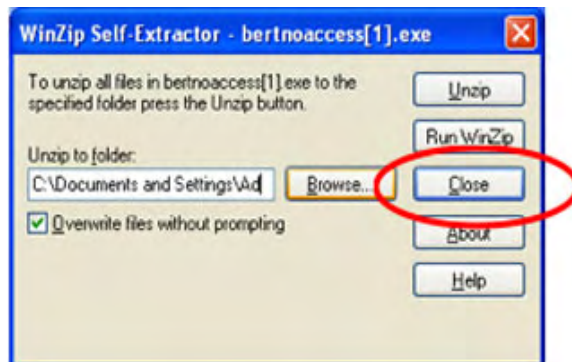 WinZip Self-Extractor - bertnoaccess[1].exe
To unzip all files in bertnoaccess[1].exe to the
specified folder press the Unzip button.
Unzip to folder:
C:\Documents and Settings\Ad
Browse...
Overwrite files without prompting
Unzip
Run WinZip
Close
About
Help